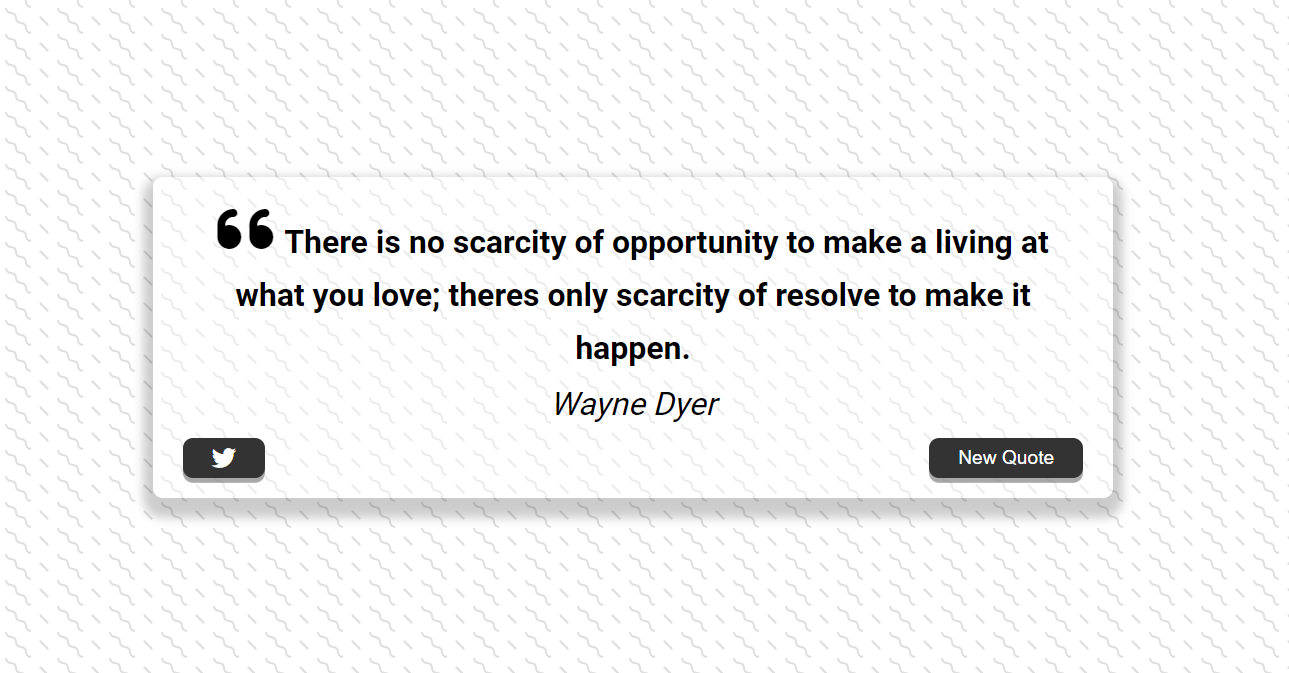 “ There is no scarcity of opportunity to make a living at
what you love; theres only scarcity of resolve to make it
happen.
Wayne Dyer
New Quote